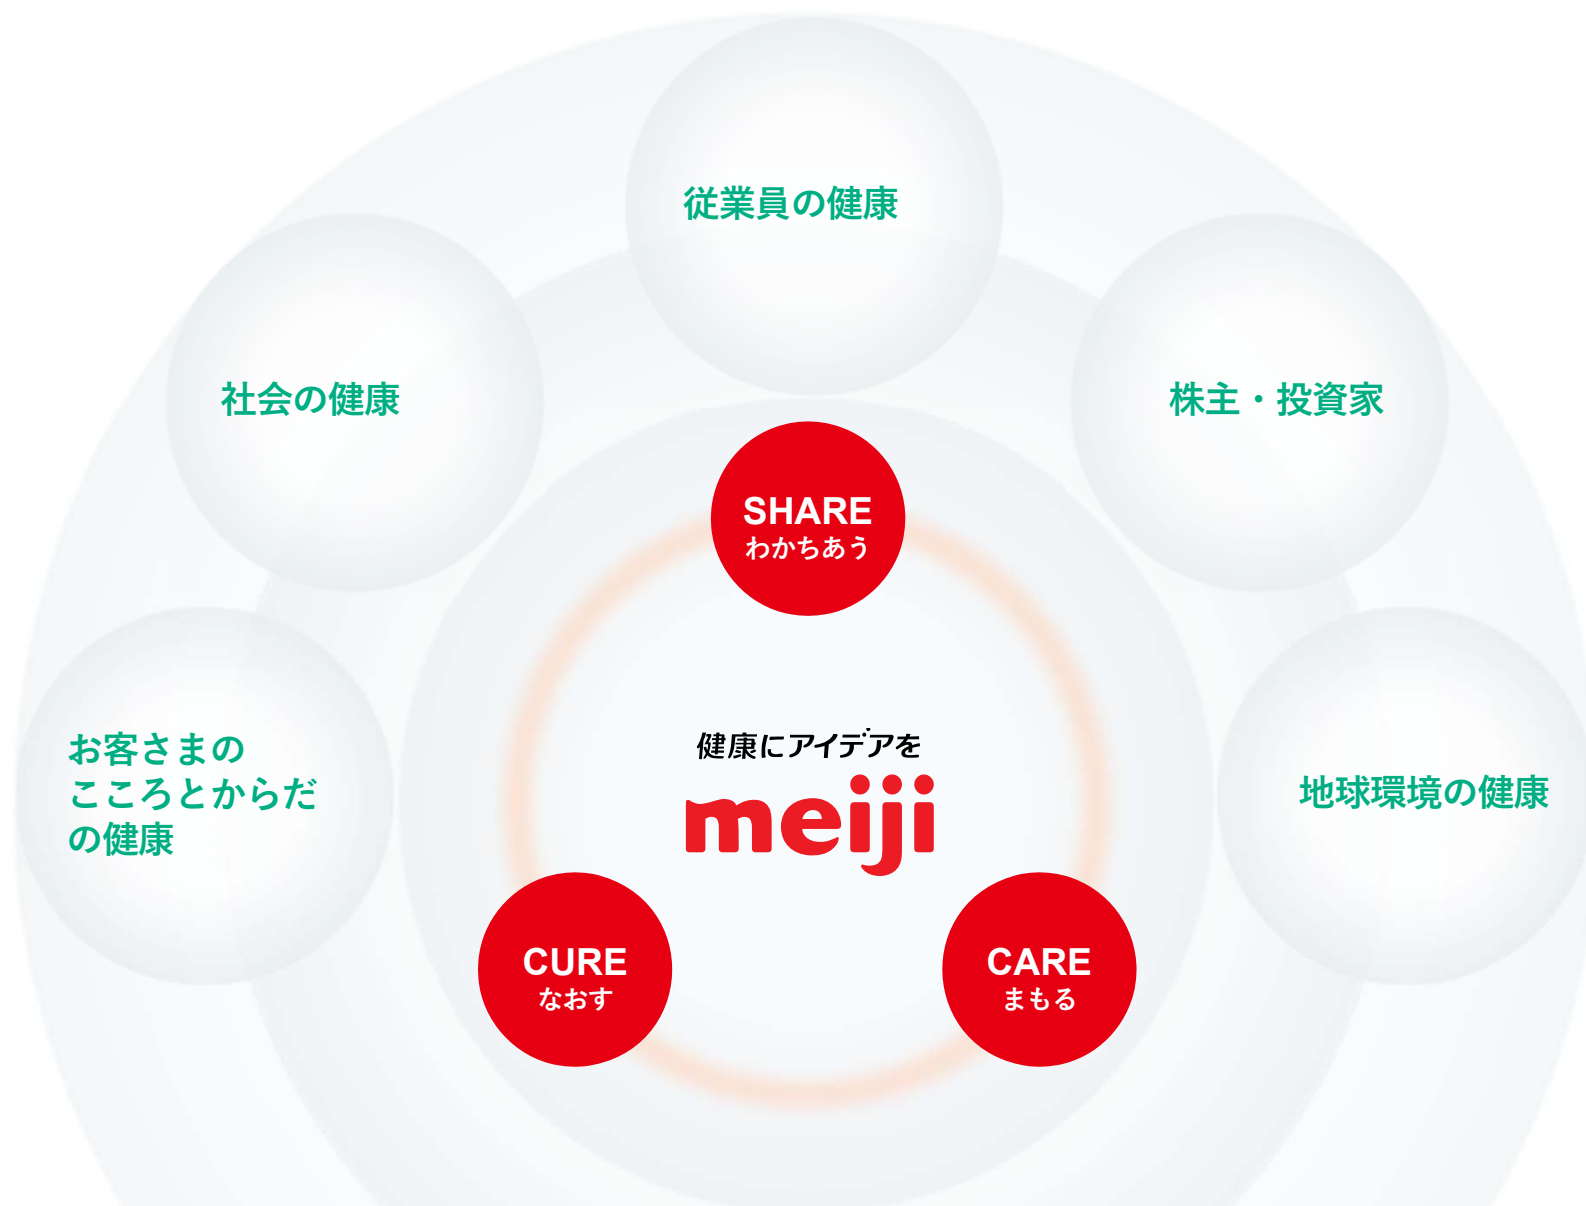 従業員の健康
社会の健康
株主・投資家
SHARE
わかちあう
お客さまの
こころとからだ
の健康
健康にアイデアを
meiji
地球環境の健康
CURE
なおす
CARE
まもる